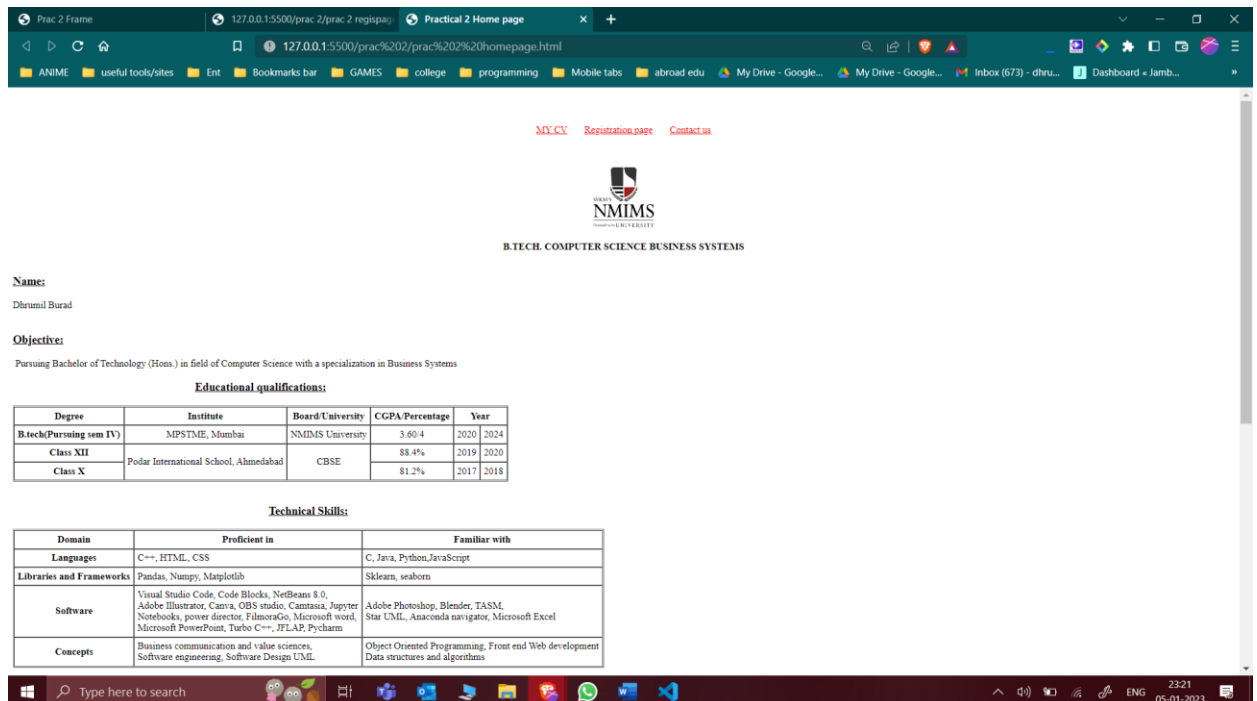 Prac 2 Frame
127.0.0.1:5500/prac 2/prac 2 regispag
Practical 2 Home page
127.0.0.1:5500/prac%202/prac%202%20homepage.html
ANIME useful tools/sites Ent Bookmarks bar GAMES college programming Mobile tabs abroad edu My Drive - Google... My Drive - Google... Inbox (673) - dhru... Dashboard « Jamb...
MY CV Registration page Contact us
SVKM'S
NMIMS
UNIVERSITY
B.TECH. COMPUTER SCIENCE BUSINESS SYSTEMS
Name:
Dhrumil Burad
Objective:
Pursuing Bachelor of Technology (Hons.) in field of Computer Science with a specialization in Business Systems
Educational qualifications:
Degree Institute Board/University CGPA/Percentage Year
B.tech(Pursuing sem IV) MPSTME, Mumbai NMIMS University 3.60/4 2020 2024
Class XII Podar International School, Ahmedabad CBSE 88.4% 2019 2020
Class X 81.2% 2017 2018
Technical Skills:
Domain Proficient in Familiar with
Languages C++, HTML, CSS C, Java, Python,JavaScript
Libraries and Frameworks Pandas, Numpy, Matplotlib Sklearn, seaborn
Software
Visual Studio Code, Code Blocks, NetBeans 8.0,
Adobe Illustrator, Canva, OBS studio, Camtasia, Jupyter
Notebooks, power director, FilmoraGo, Microsoft word,
Microsoft PowerPoint, Turbo C++, JFLAP, Pycharm
Adobe Photoshop, Blender, TASM,
Star UML, Anaconda navigator, Microsoft Excel
Concepts
Business communication and value sciences,
Software engineering, Software Design UML
Object Oriented Programming, Front end Web development
Data structures and algorithms
Type here to search
ENG
23:21
05-01-2023